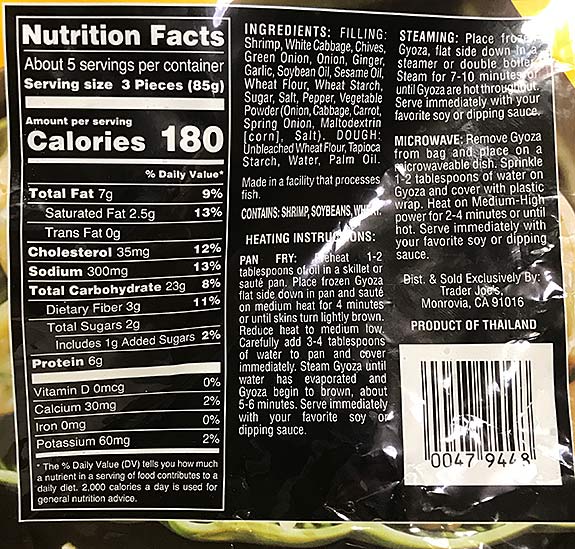 Nutrition Facts
About 5 servings per container
Serving size 3 Pieces (85g)
Amount per serving
Calories 180
% Daily Value*
Total Fat 7g 9%
Saturated Fat 2.5g 13%
Trans Fat 0g
Cholesterol 35mg 12%
Sodium 300mg 13%
Total Carbohydrate 23g 8%
Dietary Fiber 3g 11%
Total Sugars 2g
Includes 1g Added Sugars 2%
Protein 6g
Vitamin D 0mcg 0%
Calcium 30mg 2%
Iron 0mg 0%
Potassium 60mg 2%
* The % Daily Value (DV) tells you how much
a nutrient in a serving of food contributes to a
daily diet. 2,000 calories a day is used for
general nutrition advice.
INGREDIENTS: FILLING:
Shrimp, White Cabbage, Chives,
Green Onion, Onion, Ginger,
Garlic, Soybean Oil, Sesame Oil,
Wheat Flour, Wheat Starch,
Sugar, Salt, Pepper, Vegetable
Powder (Onion, Cabbage, Carrot,
Spring Onion, Maltodextrin
[corn], Salt). DOUGH:
Unbleached Wheat Flour, Tapioca
Starch, Water, Palm Oil.
Made in a facility that processes
fish.
CONTAINS: SHRIMP, SOYBEANS, WHEAT.
HEATING INSTRUCTIONS:
PAN FRY: Preheat 1-2
tablespoons of oil in a skillet or
sauté pan. Place frozen Gyoza
flat side down in pan and sauté
on medium heat for 4 minutes
or until skins turn lightly brown.
Reduce heat to medium low.
Carefully add 3-4 tablespoons
of water to pan and cover
immediately. Steam Gyoza until
water has evaporated and
Gyoza begin to brown, about
5-6 minutes. Serve immediately
with your favorite soy or
dipping sauce.
STEAMING: Place frozen
Gyoza, flat side down in a
steamer or double boiler.
Steam for 7-10 minutes or
until Gyoza are hot throughout.
Serve immediately with your
favorite soy or dipping sauce.
MICROWAVE: Remove Gyoza
from bag and place on a
microwaveable dish. Sprinkle
1-2 tablespoons of water on
Gyoza and cover with plastic
wrap. Heat on Medium-High
power for 2-4 minutes or until
hot. Serve immediately with
your favorite soy or dipping
sauce.
Dist. & Sold Exclusively By:
Trader Joe's,
Monrovia, CA 91016
PRODUCT OF THAILAND
0047 9448